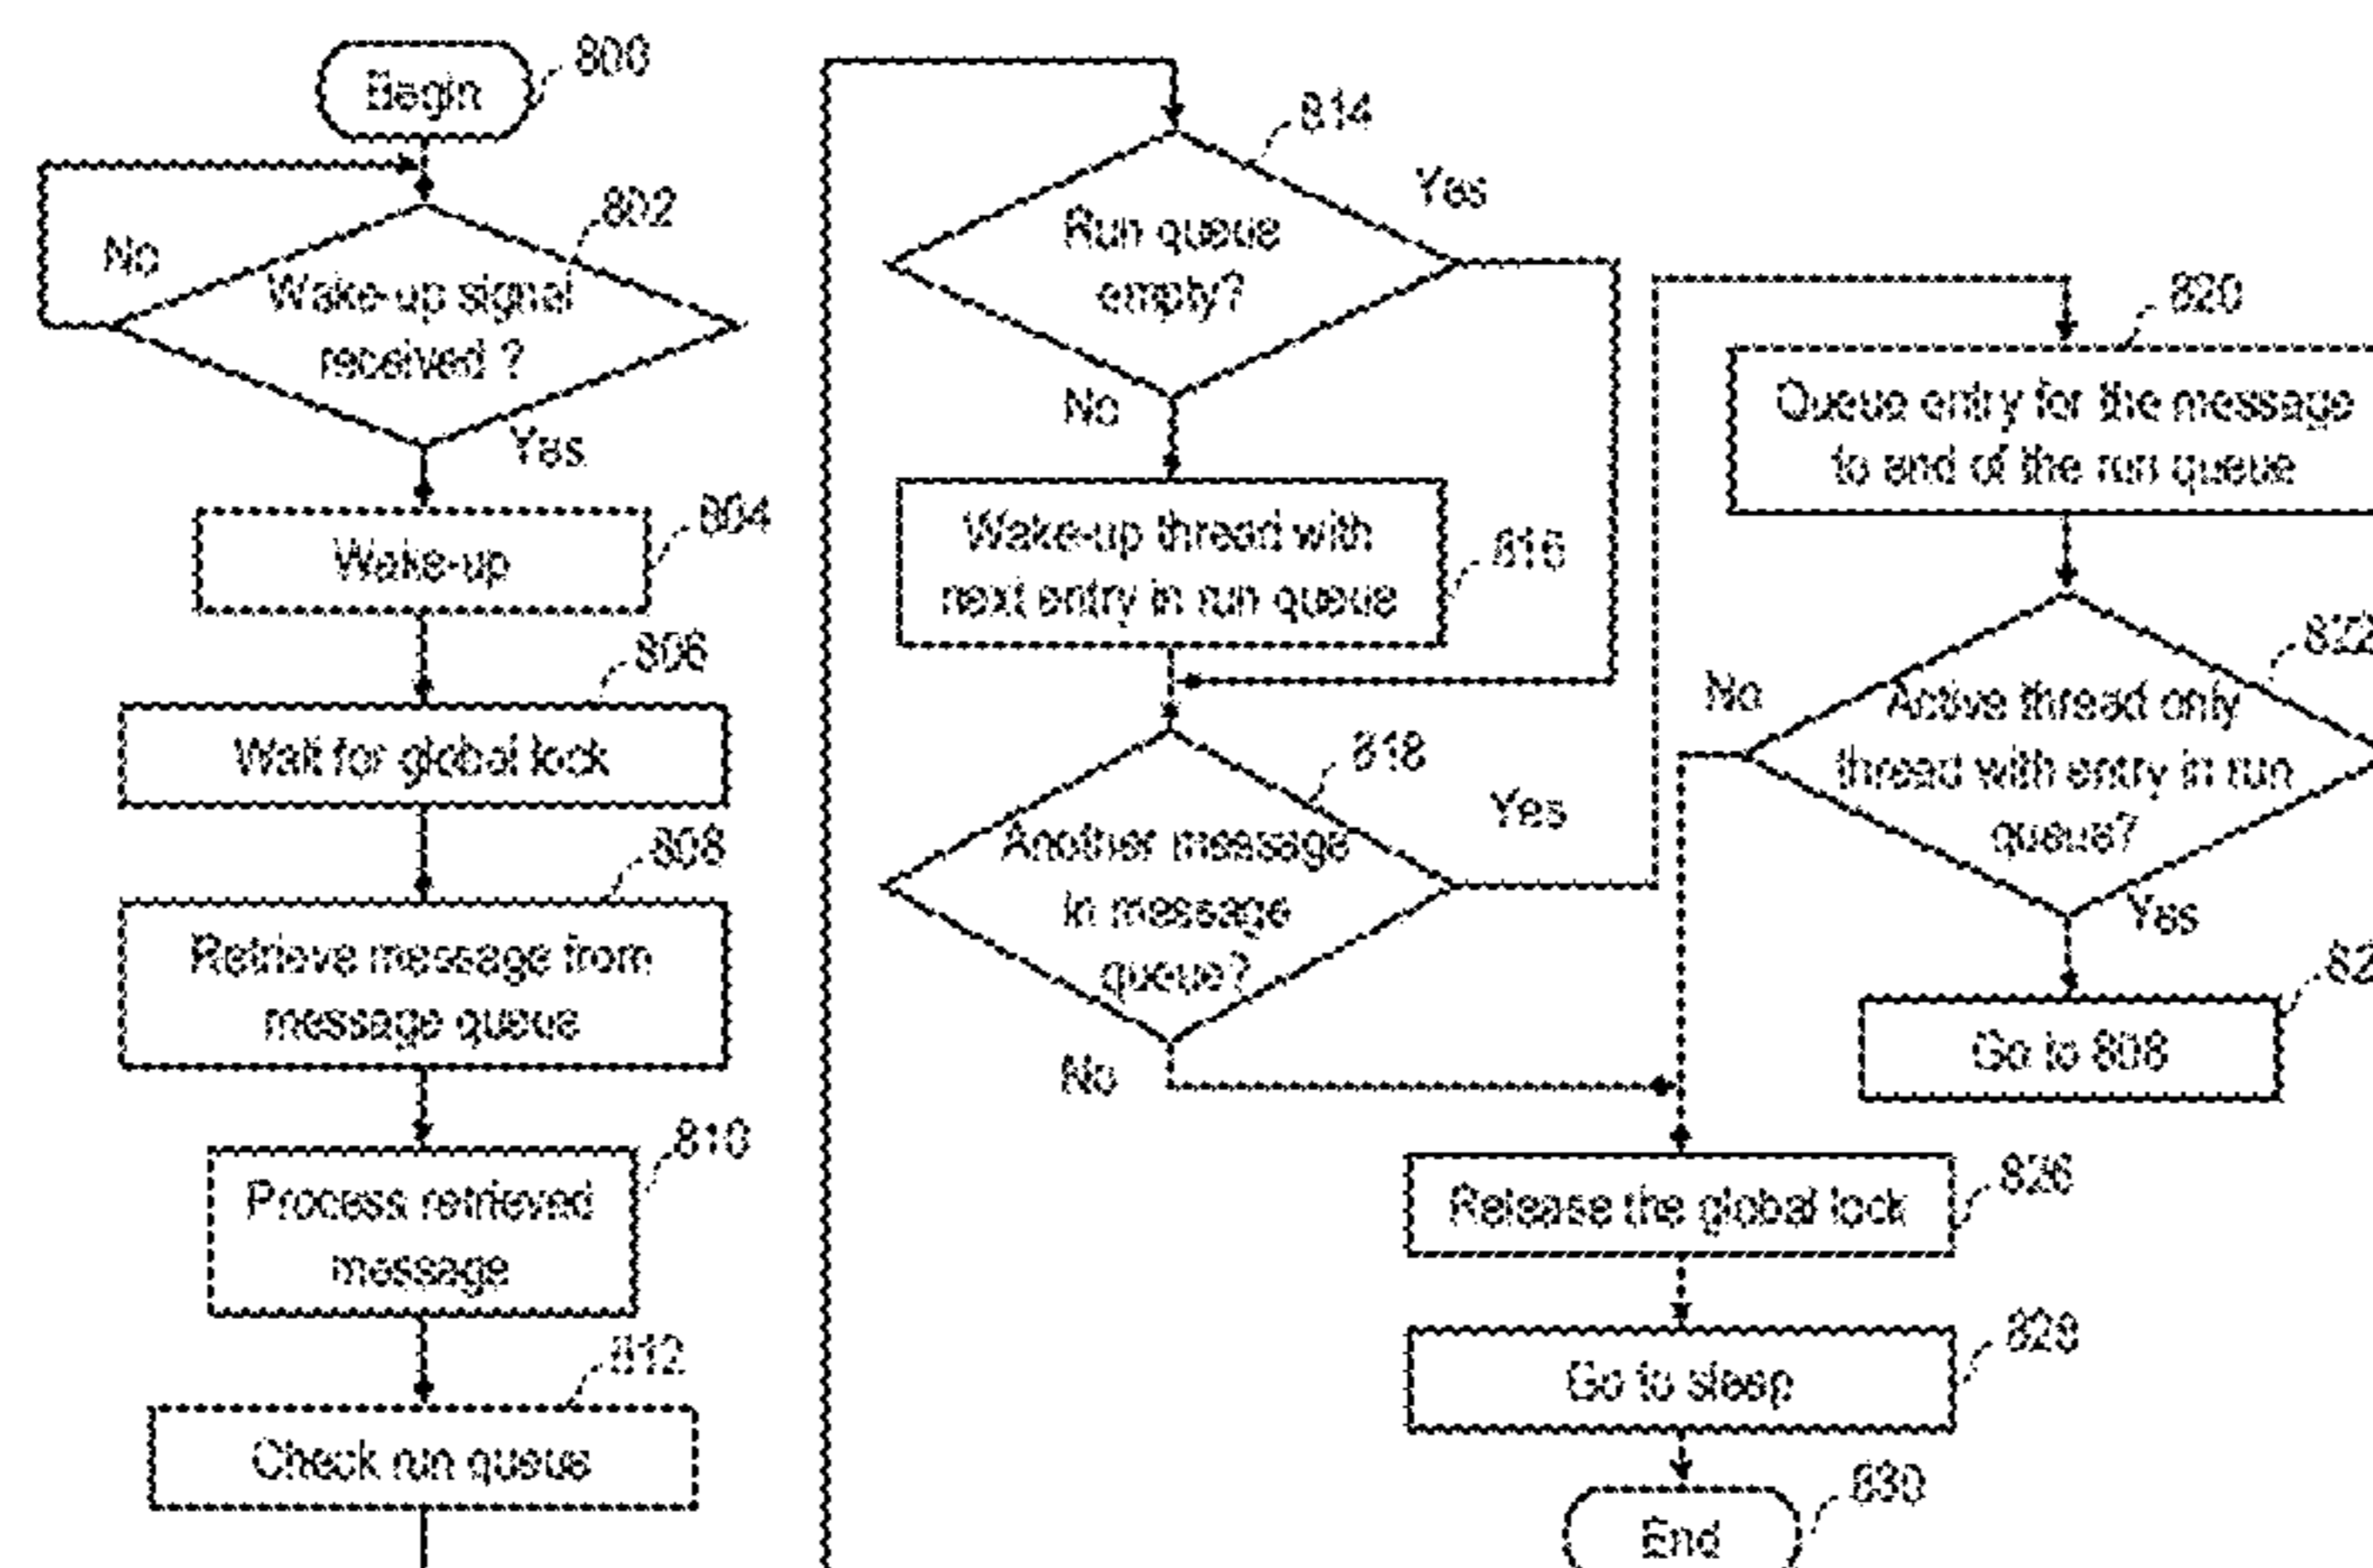 Begin
800
802
No
Wake-up signal
received ?
Yes
804
Wake-up
806
Wait for global lock
808
Retrieve message from
message queue
810
Process retrieved
message
812
Check run queue
814
Yes
Run queue
empty?
No
816
Wake-up thread with
next entry in run queue
818
Yes
Another message
in message
queue?
No
820
Queue entry for the message
to end of the run queue
822
No
Active thread only
thread with entry in run
queue?
Yes
82
Go to 808
826
Release the global lock
828
Go to sleep
830
End